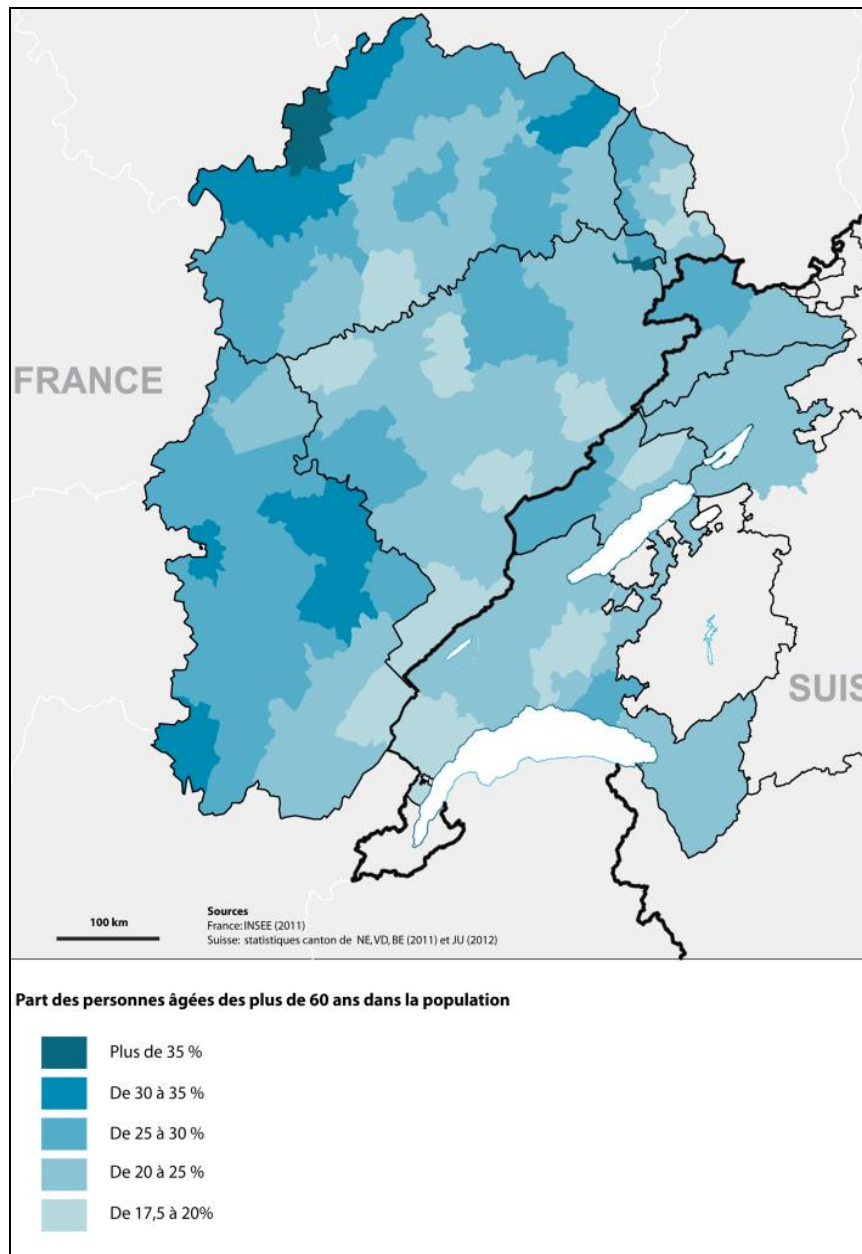 FRANCE
SUIS
100 km
Sources
France: INSEE (2011)
Suisse: statistiques canton de NE, VD, BE (2011) et JU (2012)
Part des personnes âgées des plus de 60 ans dans la population
Plus de 35 %
De 30 à 35 %
De 25 à 30 %
De 20 à 25 %
De 17,5 à 20%